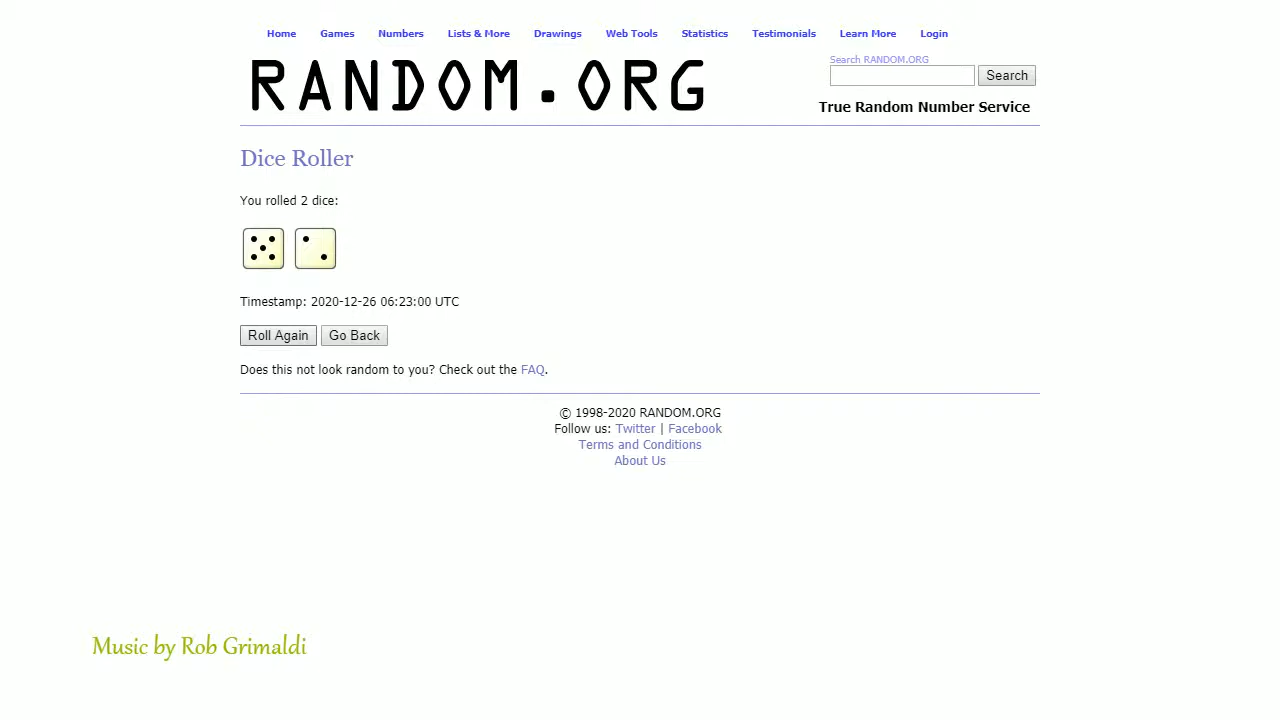 Home Games Numbers Lists & More Drawings Web Tools Statistics Testimonials Learn More Login
RANDOM.ORG
Search RANDOM.ORG
Search
True Random Number Service
Dice Roller
You rolled 2 dice:
Timestamp: 2020-12-26 06:23:00 UTC
Roll Again Go Back
Does this not look random to you? Check out the FAQ.
© 1998-2020 RANDOM.ORG
Follow us: Twitter | Facebook
Terms and Conditions
About Us
Music by Rob Grimaldi